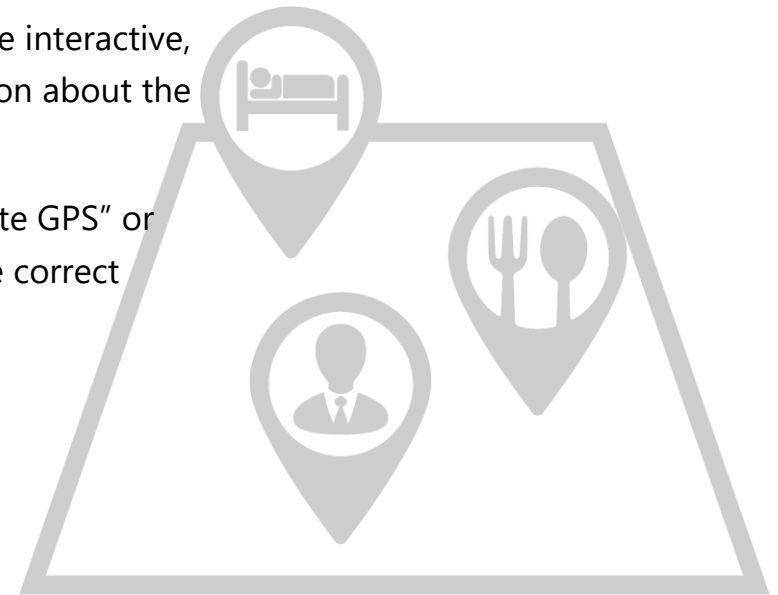 e interactive,
on about the
te GPS” or
e correct